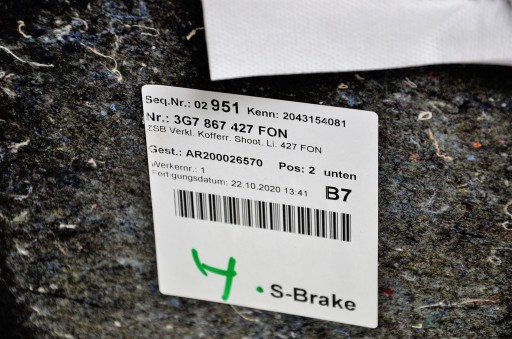 Seq.Nr.: 02 951 Kenn: 2043154081
Nr.: 3G7 867 427 FON
ZSB Verkl. Kofferr. Shoot. Li. 427 FON
Gest.: AR200026570 Pos: 2 unten
Werkernr.: 1
Fertigungsdatum: 22.10.2020 13:41 B7
4 . S-Brake